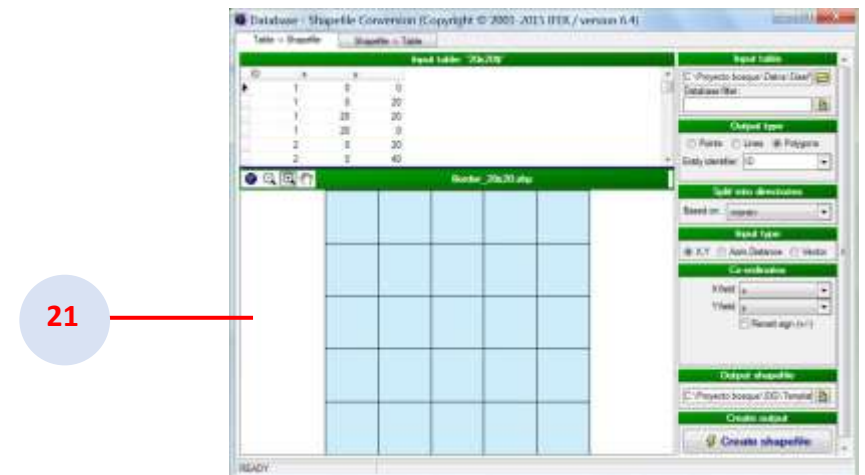 Database - Shapefile Conversion (Copyright © 2001-2015 IFER / version 6.4)
Table > Shapefile Shapefile > Table
Input table: '20x20$'
ID x y
1 0 0
1 0 20
1 20 20
1 20 0
2 0 20
2 0 40
Border_20x20.shp
21
Input table
Database filter:
Output type
Points Lines Polygons
Entity identifier: ID
Split into directories
Based on:
Input type
X,Y Azim.Distance Vector
Co-ordinates
X field x
Y field y
Revert sign (+/-)
Output shapefile
Create output
Create shapefile
READY